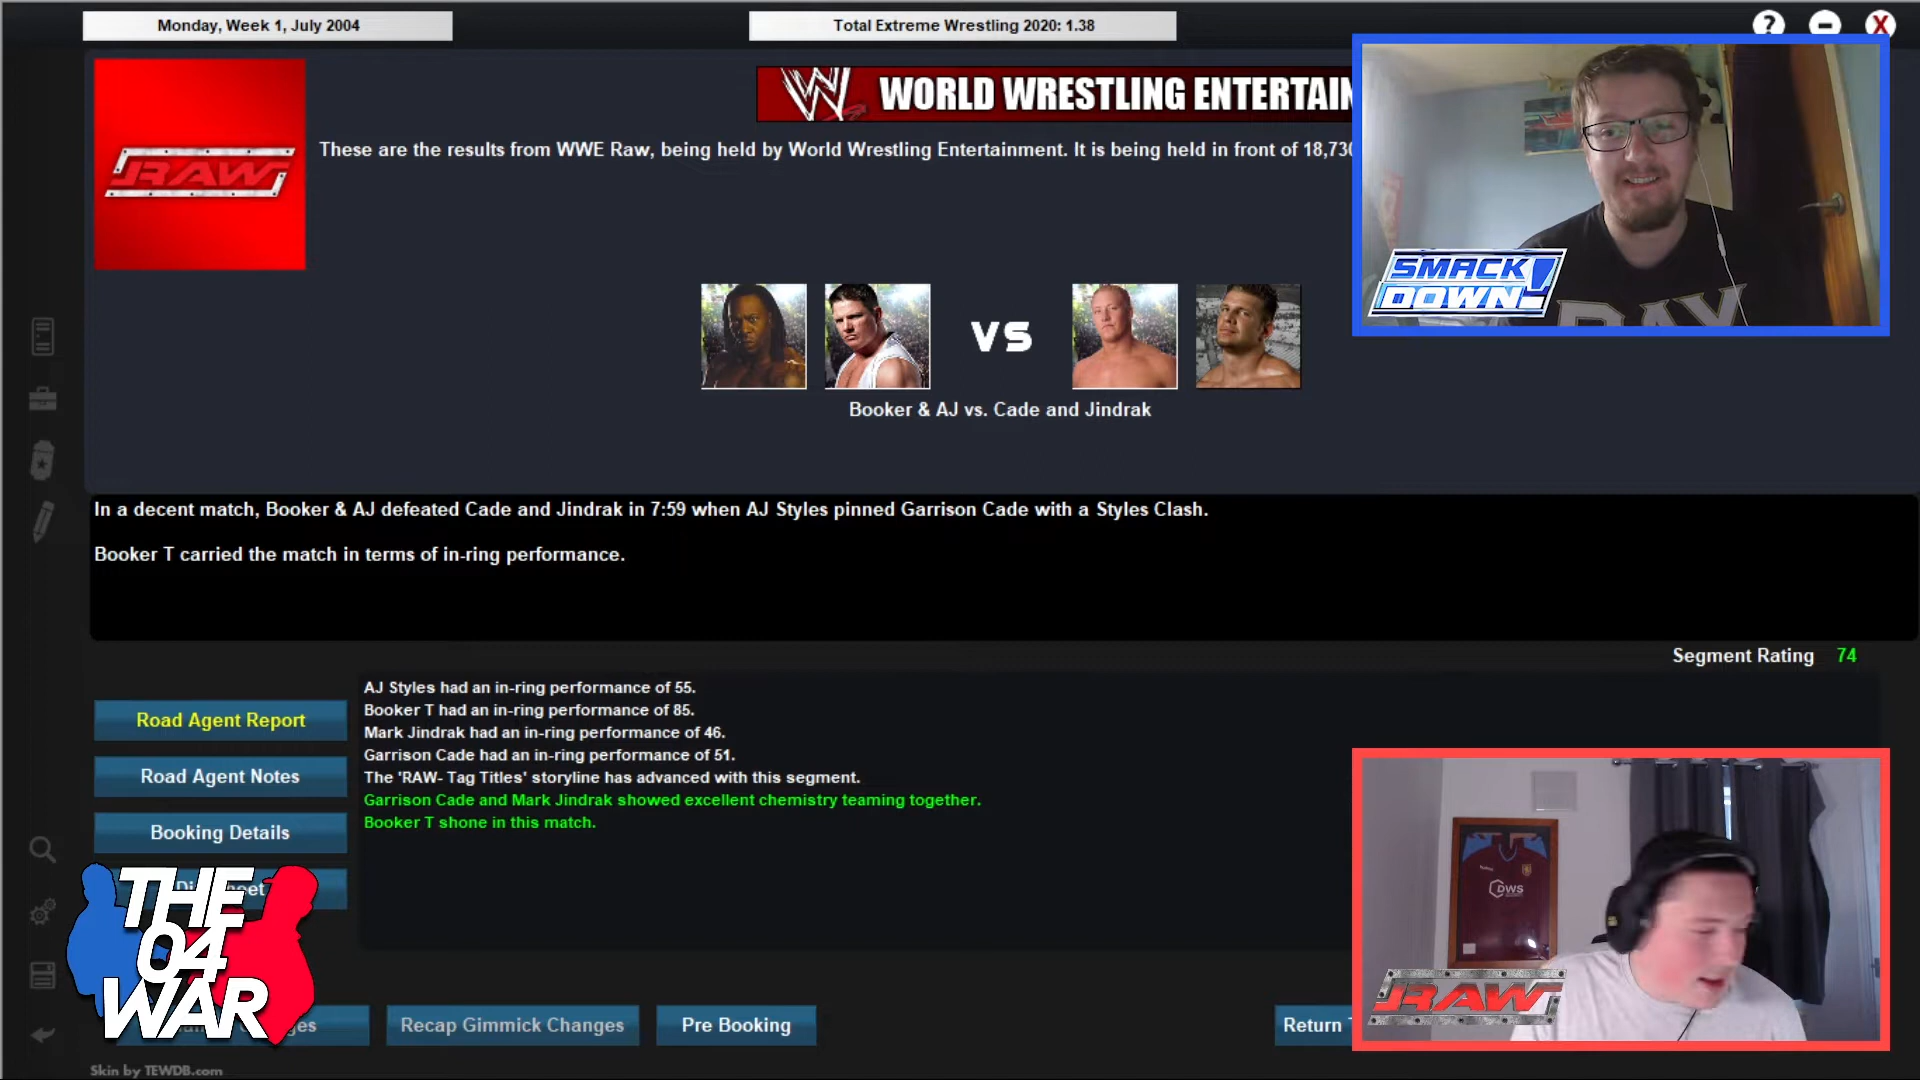 Monday, Week 1, July 2004
Total Extreme Wrestling 2020: 1.38
?
X
RAW
W WORLD WRESTLING ENTERTAIN
These are the results from WWE Raw, being held by World Wrestling Entertainment. It is being held in front of 18,730
SMACK
DOWN!
VS
Booker & AJ vs. Cade and Jindrak
In a decent match, Booker & AJ defeated Cade and Jindrak in 7:59 when AJ Styles pinned Garrison Cade with a Styles Clash.
Booker T carried the match in terms of in-ring performance.
Segment Rating 74
Road Agent Report
Road Agent Notes
Booking Details
AJ Styles had an in-ring performance of 55.
Booker T had an in-ring performance of 85.
Mark Jindrak had an in-ring performance of 46.
Garrison Cade had an in-ring performance of 51.
The 'RAW- Tag Titles' storyline has advanced with this segment.
Garrison Cade and Mark Jindrak showed excellent chemistry teaming together.
Booker T shone in this match.
DWS
THE
04
WAR
Recap Gimmick Changes
Pre Booking
Return
RAW
Skin by TEWDB.com